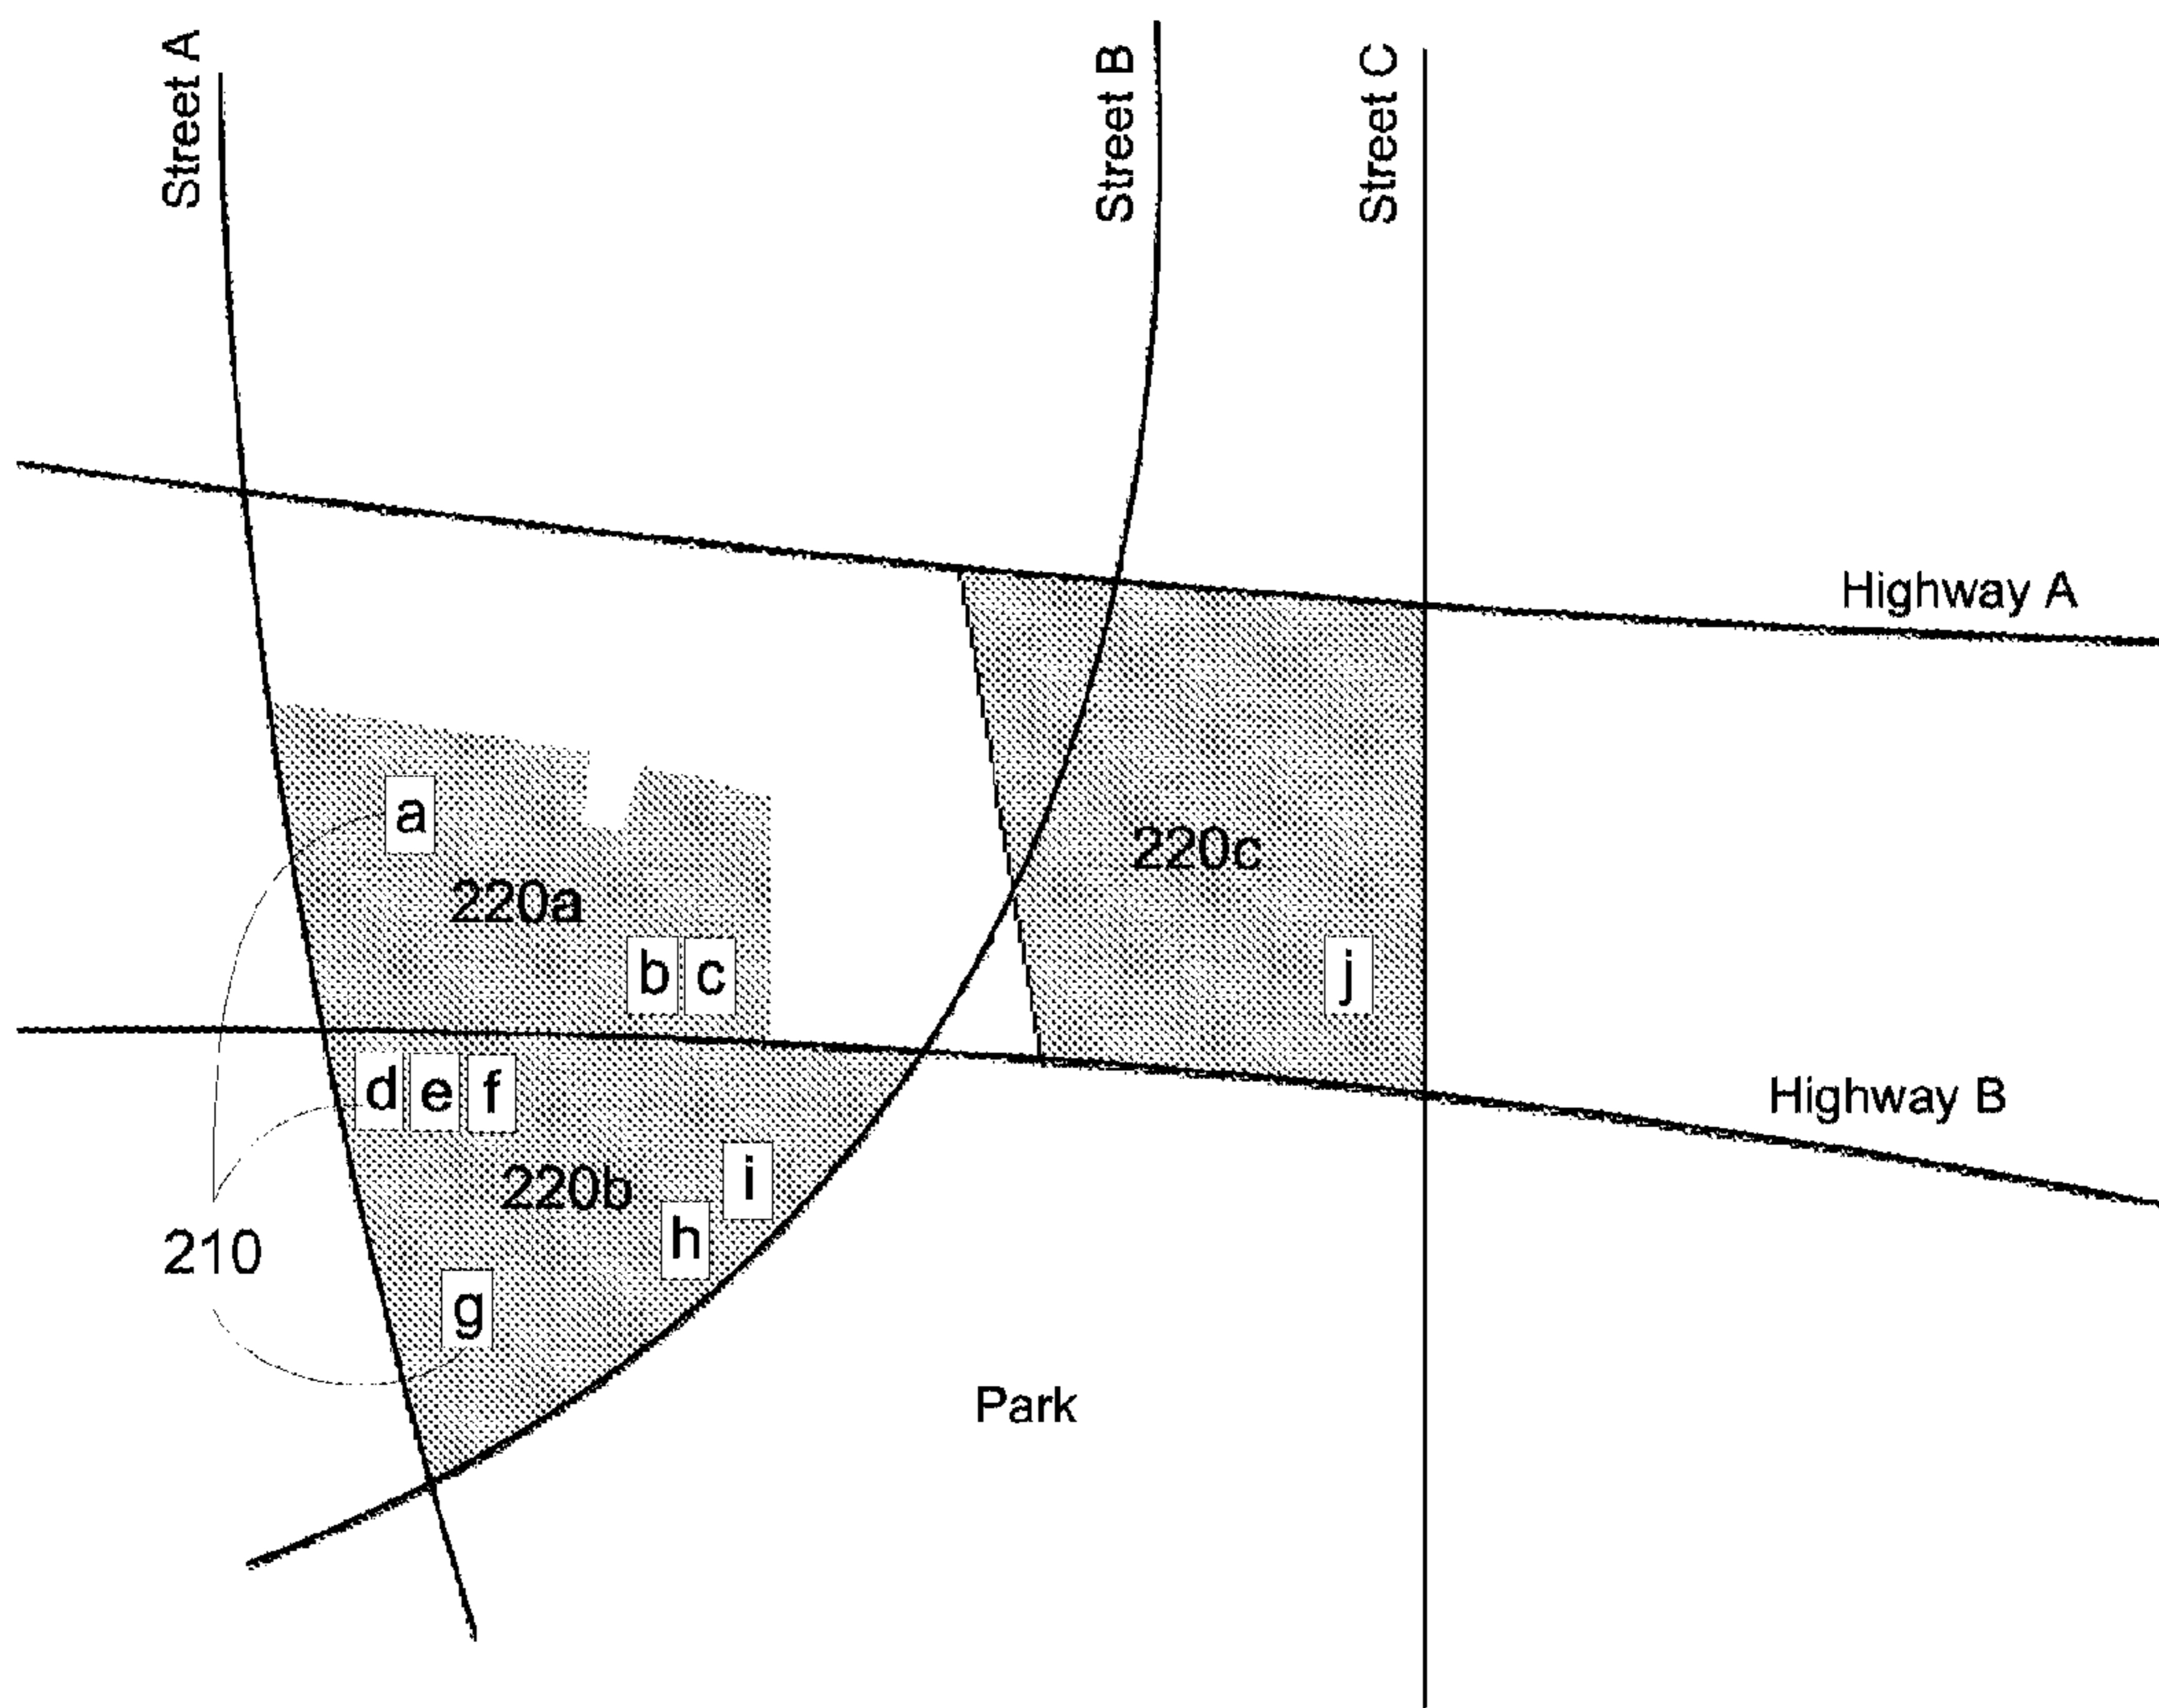 Street A
Street B
Street C
Highway A
a
220a
220c
b c
j
d e f
Highway B
220b
i
h
210
g
Park